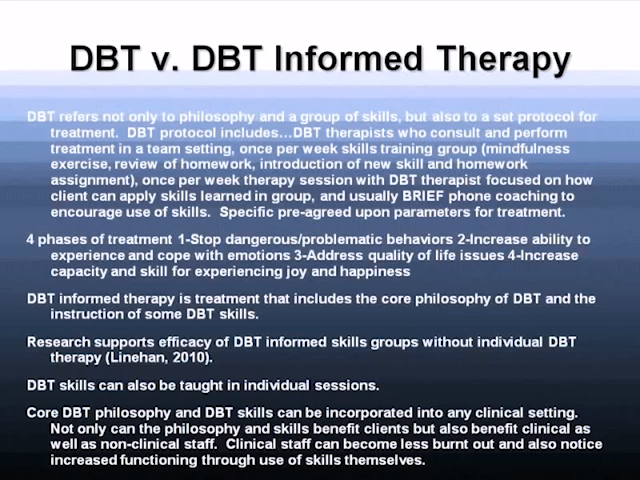 DBT v. DBT Informed Therapy
DBT refers not only to philosophy and a group of skills, but also to a set protocol for
treatment. DBT protocol includes...DBT therapists who consult and perform
treatment in a team setting, once per week skills training group (mindfulness
exercise, review of homework, introduction of new skill and homework
assignment), once per week therapy session with DBT therapist focused on how
client can apply skills learned in group, and usually BRIEF phone coaching to
encourage use of skills. Specific pre-agreed upon parameters for treatment.
4 phases of treatment 1-Stop dangerous/problematic behaviors 2-Increase ability to
experience and cope with emotions 3-Address quality of life issues 4-Increase
capacity and skill for experiencing joy and happiness
DBT informed therapy is treatment that includes the core philosophy of DBT and the
instruction of some DBT skills.
Research supports efficacy of DBT informed skills groups without individual DBT
therapy (Linehan, 2010).
DBT skills can also be taught in individual sessions.
Core DBT philosophy and DBT skills can be incorporated into any clinical setting.
Not only can the philosophy and skills benefit clients but also benefit clinical as
well as non-clinical staff. Clinical staff can become less burnt out and also notice
increased functioning through use of skills themselves.